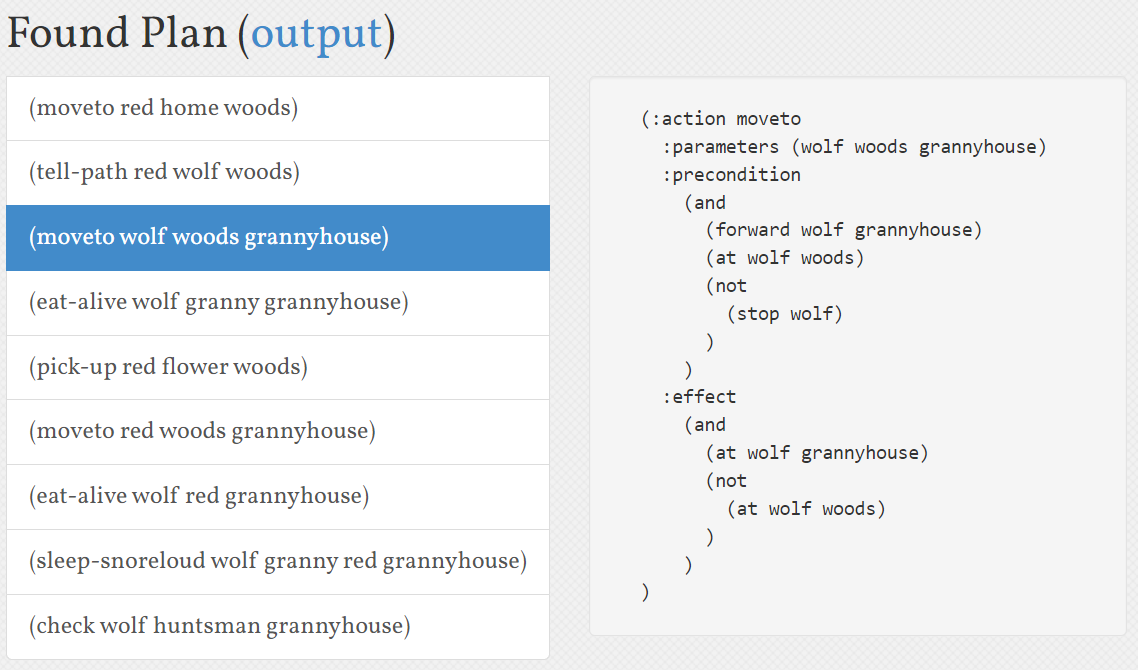 Found Plan (output)
(moveto red home woods)
(tell-path red wolf woods)
(moveto wolf woods grannyhouse)
(eat-alive wolf granny grannyhouse)
(pick-up red flower woods)
(moveto red woods grannyhouse)
(eat-alive wolf red grannyhouse)
(sleep-snoreloud wolf granny red grannyhouse)
(check wolf huntsman grannyhouse)
(:action moveto
  :parameters (wolf woods grannyhouse)
  :precondition
    (and
      (forward wolf grannyhouse)
      (at wolf woods)
      (not
        (stop wolf)
      )
    )
  :effect
    (and
      (at wolf grannyhouse)
      (not
        (at wolf woods)
      )
    )
)